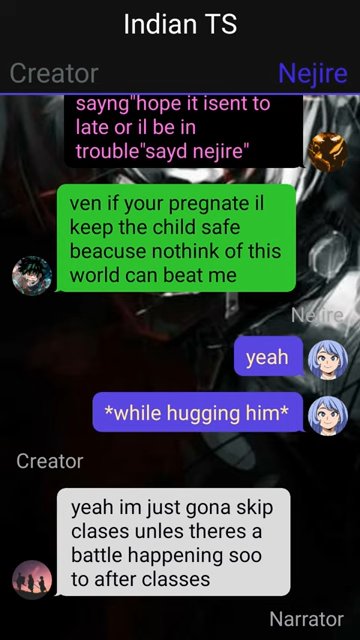 Indian TS
Creator
Nejire
sayng"hope it isent to
late or il be in
trouble"sayd nejire"
ven if your pregnate il
keep the child safe
beacuse nothink of this
world can beat me
Nejire
yeah
*while hugging him*
Creator
yeah im just gona skip
clases unles theres a
battle happening soo
to after classes
Narrator